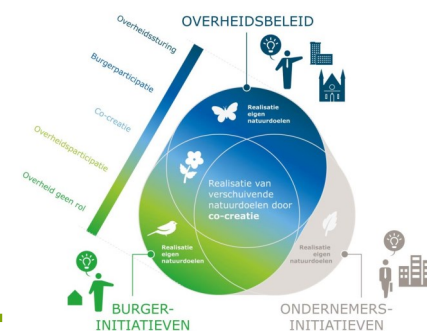 OVERHEIDSBELEID
Overheidssturing
Burgerparticipatie
Co-creatie
Overheidsparticipatie
Overheid geen rol
Realisatie
eigen
natuurdoelen
Realisatie van
verschuivende
natuurdoelen door
co-creatie
Realisatie
eigen
natuurdoelen
Realisatie
eigen
natuurdoelen
BURGER-
INITIATIEVEN
ONDERNEMERS-
INITIATIEVEN